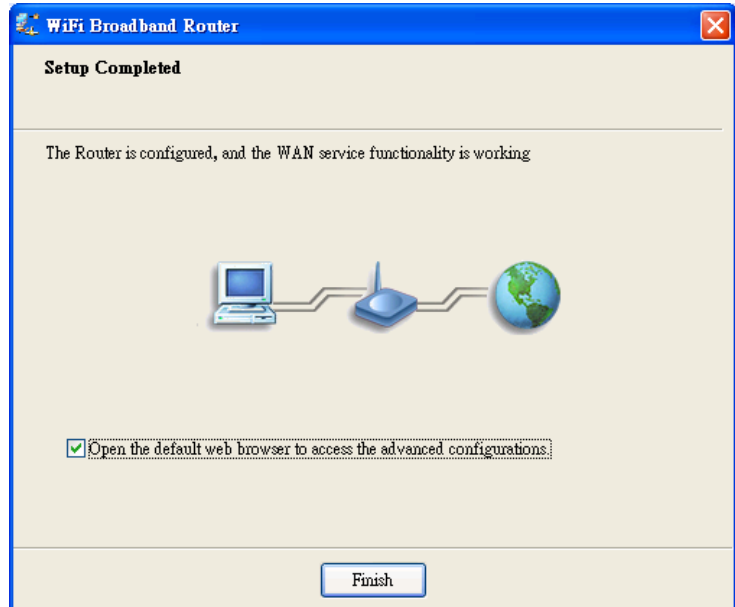 WiFi Broadband Router
Setup Completed
The Router is configured, and the WAN service functionality is working
Open the default web browser to access the advanced configurations.
Finish